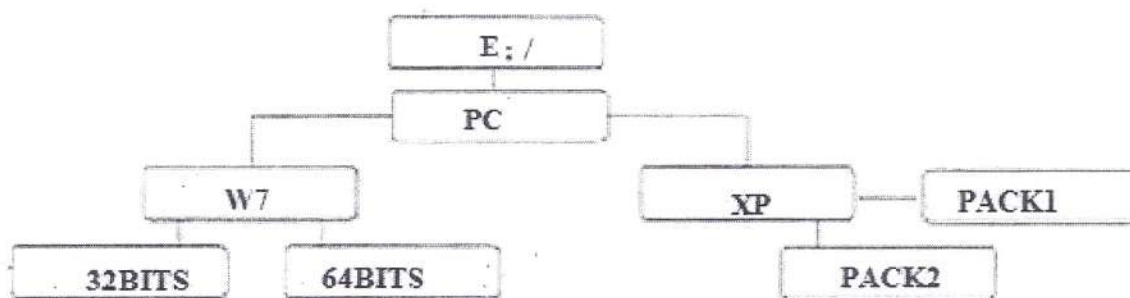 E:/
PC
W7
XP
PACK1
32BITS
64BITS
PACK2